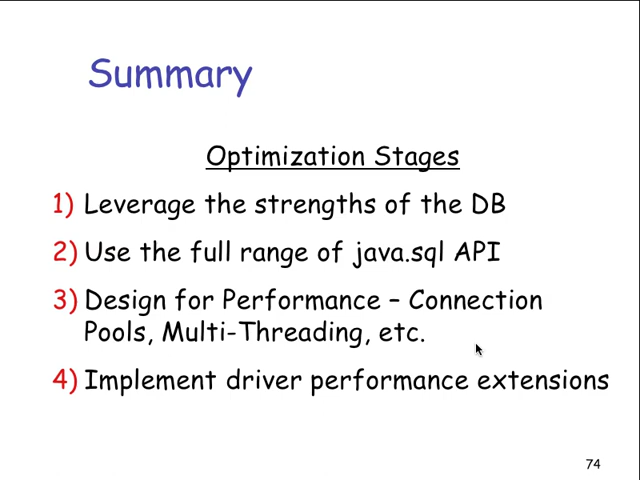 Summary
Optimization Stages
1) Leverage the strengths of the DB
2) Use the full range of java.sql API
3) Design for Performance – Connection
Pools, Multi-Threading, etc.
4) Implement driver performance extensions
74